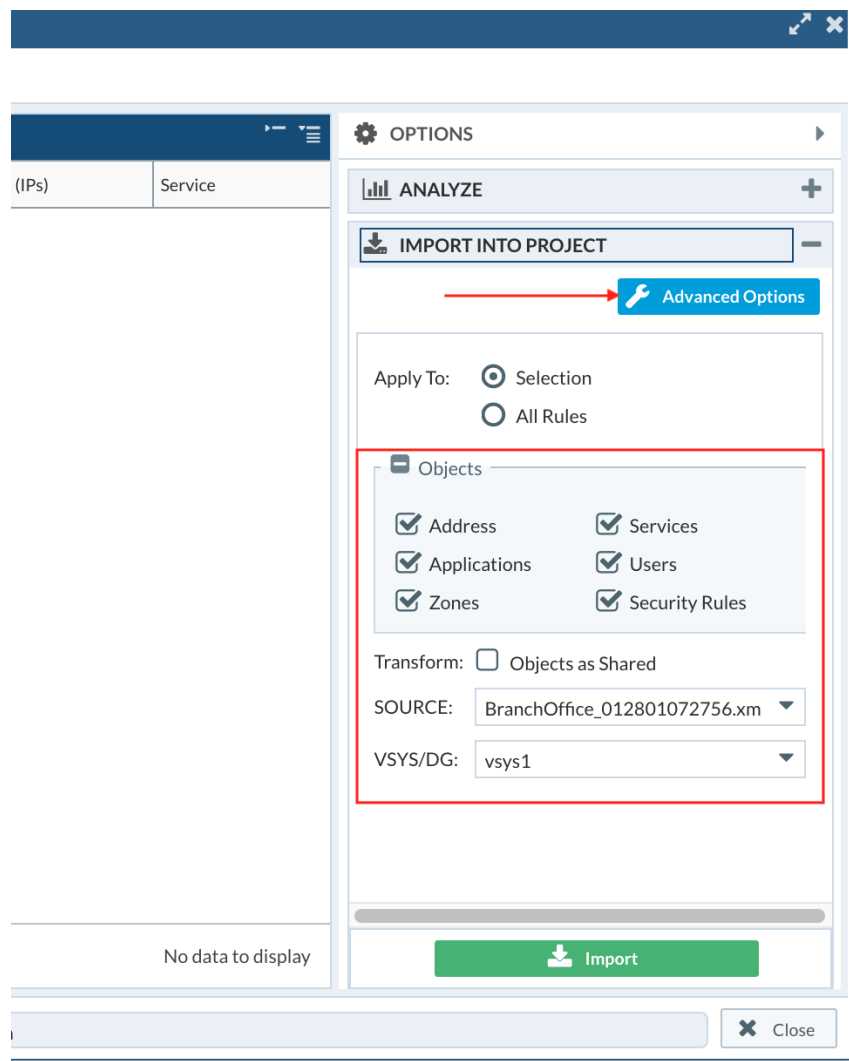 OPTIONS
(IPs)
Service
ANALYZE
IMPORT INTO PROJECT
Advanced Options
Apply To:
Selection
All Rules
Objects
Address
Services
Applications
Users
Zones
Security Rules
Transform:
Objects as Shared
SOURCE:
BranchOffice_012801072756.xm
VSYS/DG:
vsys1
No data to display
Import
Close